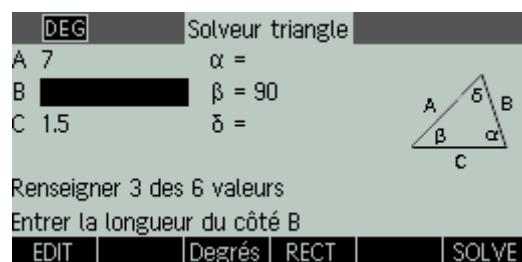 DEG Solveur triangle
A 7 α =
B β = 90
C 1.5 δ =
A δ B
β α
C
Renseigner 3 des 6 valeurs
Entrer la longueur du côté B
EDIT Degrés RECT SOLVE